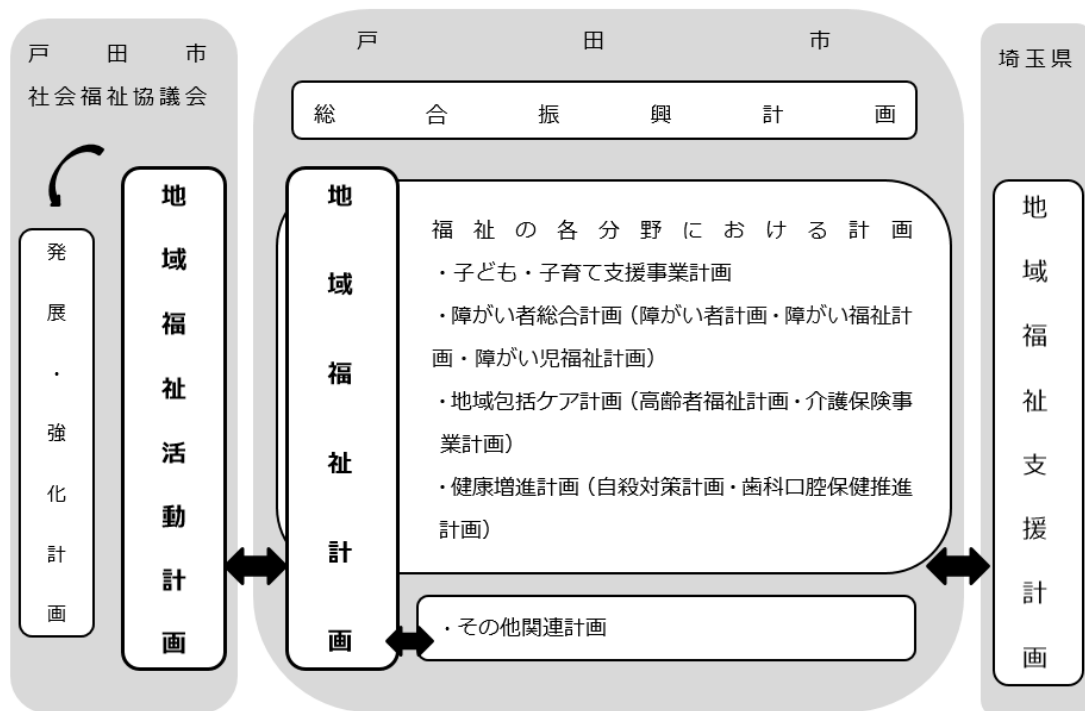 戸田市
社会福祉協議会
発展・強化計画
地域福祉活動計画
戸田市
総合振興計画
地域福祉計画
福祉の各分野における計画
・子ども・子育て支援事業計画
・障がい者総合計画（障がい者計画・障がい福祉計
画・障がい児福祉計画）
・地域包括ケア計画（高齢者福祉計画・介護保険事
業計画）
・健康増進計画（自殺対策計画・歯科口腔保健推進
計画）
・その他関連計画
埼玉県
地域福祉支援計画